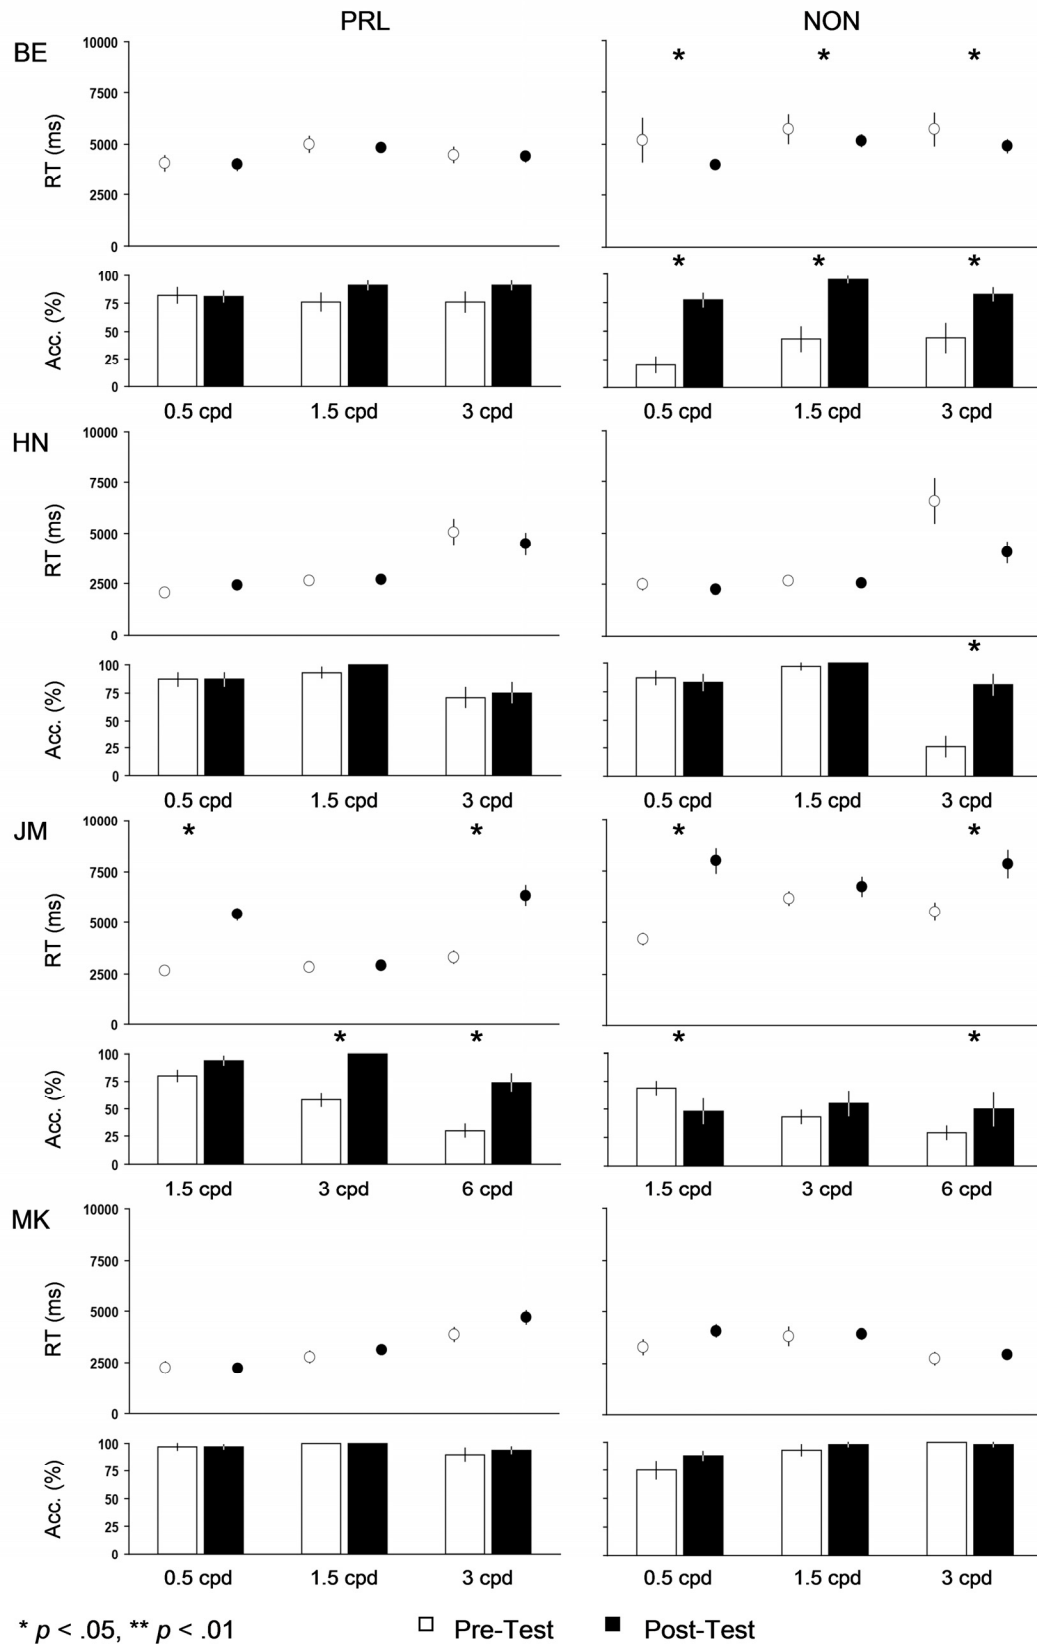 PRL NON
BE
10000
7500
5000
2500
0
RT (ms)
* * *
100
75
50
25
0
Acc. (%)
* * *
0.5 cpd 1.5 cpd 3 cpd 0.5 cpd 1.5 cpd 3 cpd
HN
10000
7500
5000
2500
0
RT (ms)
100
75
50
25
0
Acc. (%)
*
0.5 cpd 1.5 cpd 3 cpd 0.5 cpd 1.5 cpd 3 cpd
JM
10000
7500
5000
2500
0
RT (ms)
* * * *
100
75
50
25
0
Acc. (%)
* * * *
1.5 cpd 3 cpd 6 cpd 1.5 cpd 3 cpd 6 cpd
MK
10000
7500
5000
2500
0
RT (ms)
100
75
50
25
0
Acc. (%)
0.5 cpd 1.5 cpd 3 cpd 0.5 cpd 1.5 cpd 3 cpd
* p < .05, ** p < .01 Pre-Test Post-Test